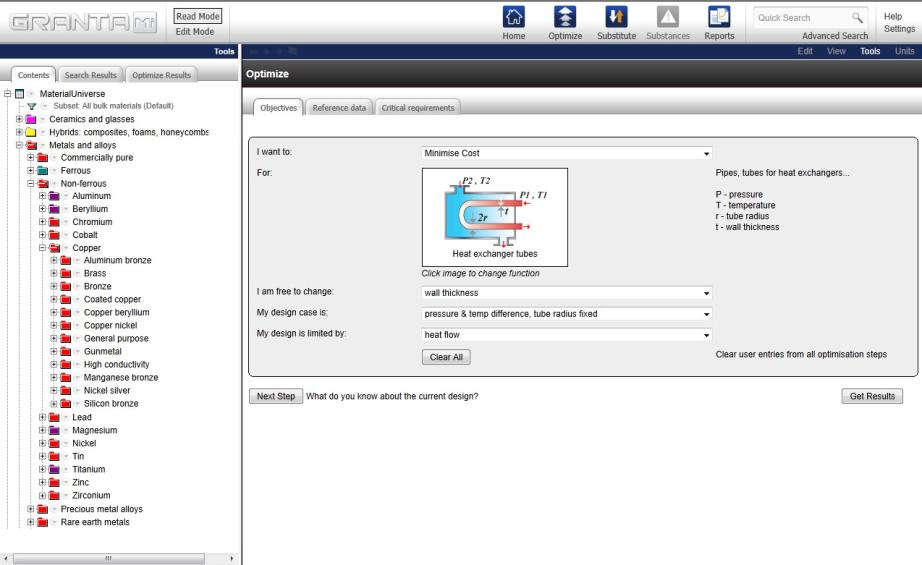 GRANTA MI
Read Mode
Edit Mode
Home
Optimize
Substitute
Substances
Reports
Quick Search
Advanced Search
Help
Settings
Tools
Edit View Tools Units
Contents
Search Results
Optimize Results
MaterialUniverse
Subset: All bulk materials (Default)
Ceramics and glasses
Hybrids: composites, foams, honeycombs
Metals and alloys
Commercially pure
Ferrous
Non-ferrous
Aluminum
Beryllium
Chromium
Cobalt
Copper
Aluminum bronze
Brass
Bronze
Coated copper
Copper beryllium
Copper nickel
General purpose
Gunmetal
High conductivity
Manganese bronze
Nickel silver
Silicon bronze
Lead
Magnesium
Nickel
Tin
Titanium
Zinc
Zirconium
Precious metal alloys
Rare earth metals
Optimize
Objectives
Reference data
Critical requirements
I want to:
Minimise Cost
For:
P2 , T2
P1 , T1
t
2r
Heat exchanger tubes
Click image to change function
Pipes, tubes for heat exchangers...
P - pressure
T - temperature
r - tube radius
t - wall thickness
I am free to change:
wall thickness
My design case is:
pressure & temp difference, tube radius fixed
My design is limited by:
heat flow
Clear All
Clear user entries from all optimisation steps
Next Step
What do you know about the current design?
Get Results